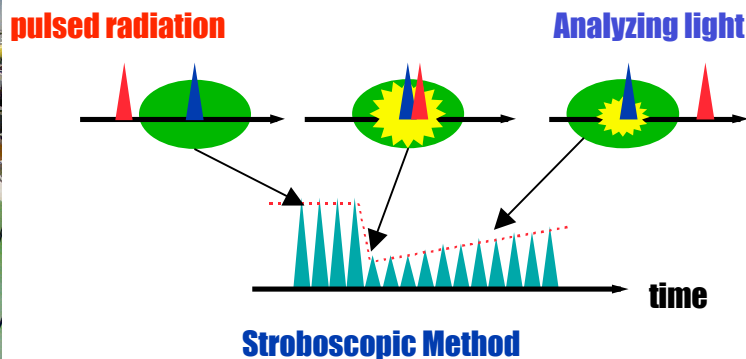 pulsed radiation
Analyzing light
time
Stroboscopic Method